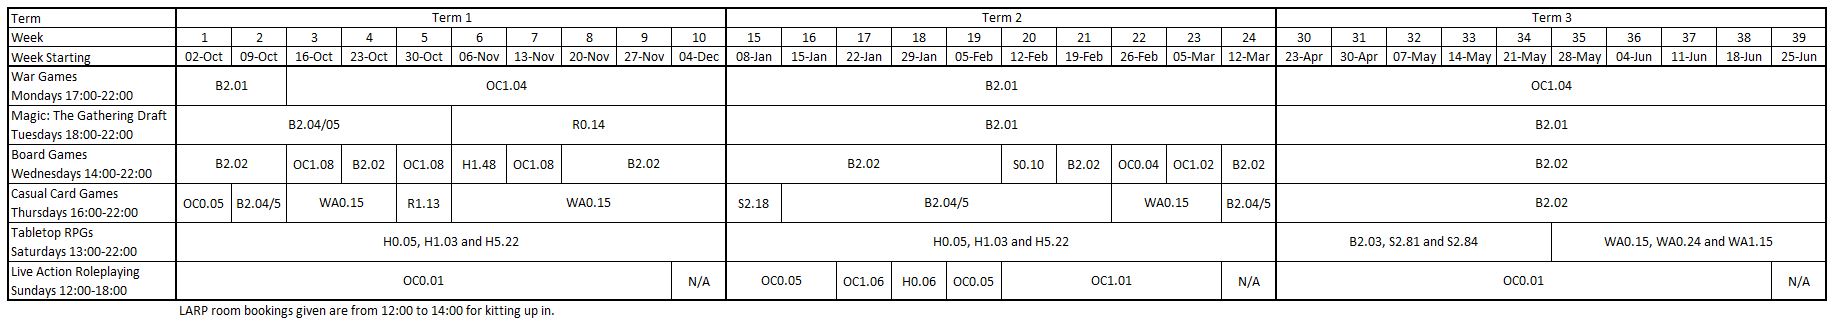 Term Term 1 Term 2 Term 3
Week 1 2 3 4 5 6 7 8 9 10 15 16 17 18 19 20 21 22 23 24 30 31 32 33 34 35 36 37 38 39
Week Starting 02-Oct 09-Oct 16-Oct 23-Oct 30-Oct 06-Nov 13-Nov 20-Nov 27-Nov 04-Dec 08-Jan 15-Jan 22-Jan 29-Jan 05-Feb 12-Feb 19-Feb 26-Feb 05-Mar 12-Mar 23-Apr 30-Apr 07-May 14-May 21-May 28-May 04-Jun 11-Jun 18-Jun 25-Jun
War Games
Mondays 17:00-22:00
B2.01 OC1.04 B2.01 OC1.04
Magic: The Gathering Draft
Tuesdays 18:00-22:00
B2.04/05 R0.14 B2.01 B2.01
Board Games
Wednesdays 14:00-22:00
B2.02 OC1.08 B2.02 OC1.08 H1.48 OC1.08 B2.02 B2.02 S0.10 B2.02 OC0.04 OC1.02 B2.02 B2.02
Casual Card Games
Thursdays 16:00-22:00
OC0.05 B2.04/5 WA0.15 R1.13 WA0.15 S2.18 B2.04/5 WA0.15 B2.04/5 B2.02
Tabletop RPGs
Saturdays 13:00-22:00
H0.05, H1.03 and H5.22 H0.05, H1.03 and H5.22 B2.03, S2.81 and S2.84 WA0.15, WA0.24 and WA1.15
Live Action Roleplaying
Sundays 12:00-18:00
OC0.01 N/A OC0.05 OC1.06 H0.06 OC0.05 OC1.01 N/A OC0.01 N/A
LARP room bookings given are from 12:00 to 14:00 for kitting up in.